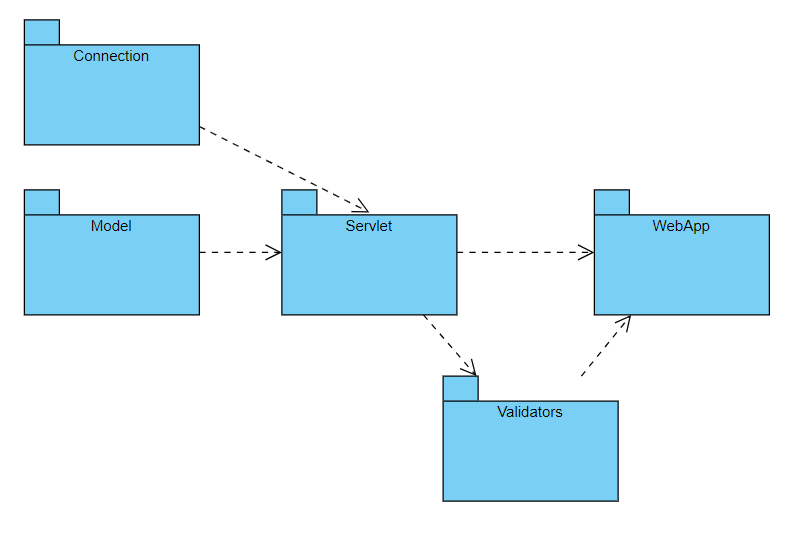 Connection
Model
Servlet
WebApp
Validators